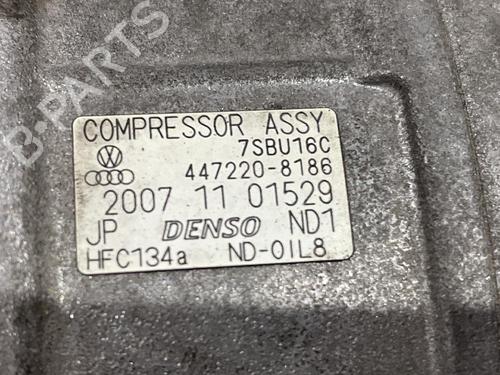 COMPRESSOR ASSY
7SBU16C
447220-8186
2007 11 01529
JP DENSO ND1
HFC134a ND-OIL8
B-PARTS